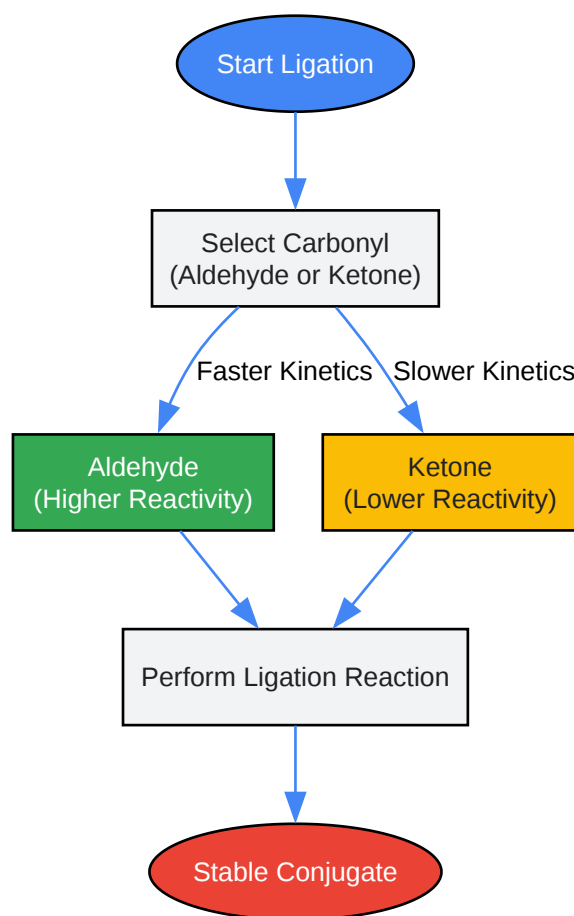 Start Ligation
Select Carbonyl
(Aldehyde or Ketone)
Faster Kinetics
Slower Kinetics
Aldehyde
(Higher Reactivity)
Ketone
(Lower Reactivity)
Perform Ligation Reaction
Stable Conjugate